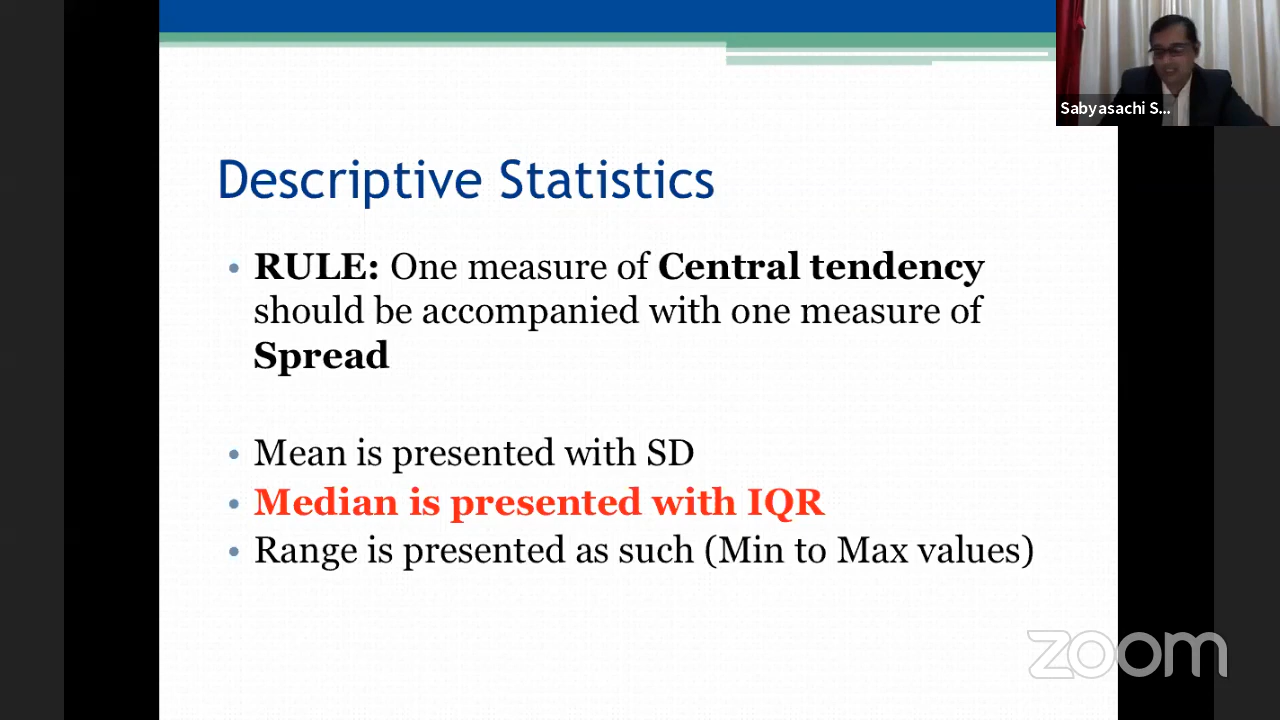 Sabyasachi S...
Descriptive Statistics
• RULE: One measure of Central tendency
should be accompanied with one measure of
Spread
• Mean is presented with SD
• Median is presented with IQR
• Range is presented as such (Min to Max values)
zoom